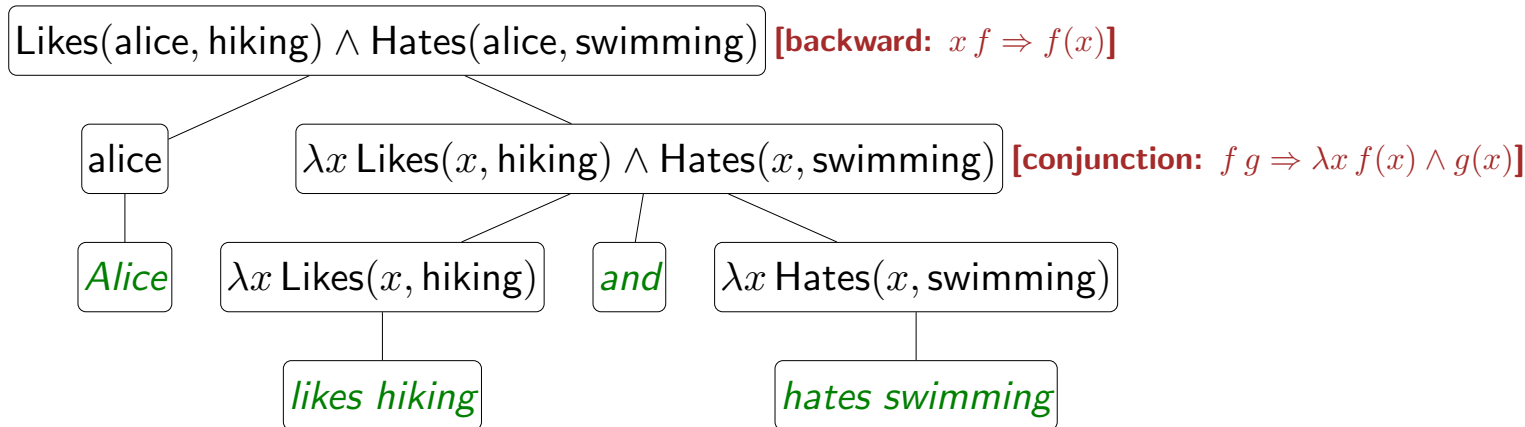 Likes(alice, hiking) ∧ Hates(alice, swimming) [backward: x f ⇒ f(x)]
alice λx Likes(x, hiking) ∧ Hates(x, swimming) [conjunction: f g ⇒ λx f(x) ∧ g(x)]
Alice λx Likes(x, hiking) and λx Hates(x, swimming)
likes hiking hates swimming